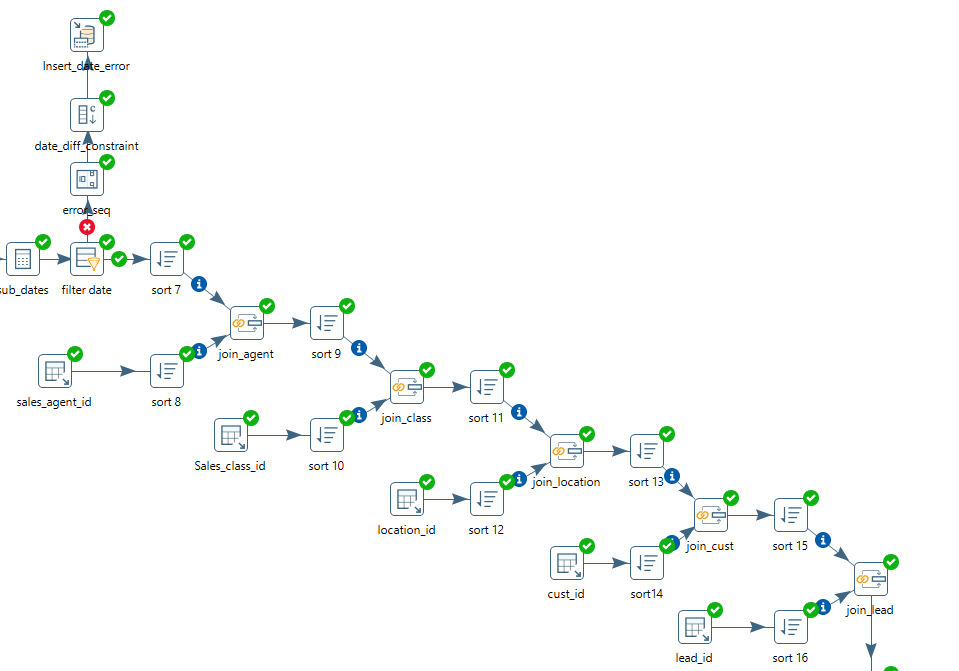 Insert_date_error
date_diff_constraint
error_seq
sub_dates
filter date
sort 7
join_agent
sort 9
sales_agent_id
sort 8
join_class
sort 11
Sales_class_id
sort 10
join_location
sort 13
location_id
sort 12
join_cust
sort 15
cust_id
sort14
join_lead
lead_id
sort 16